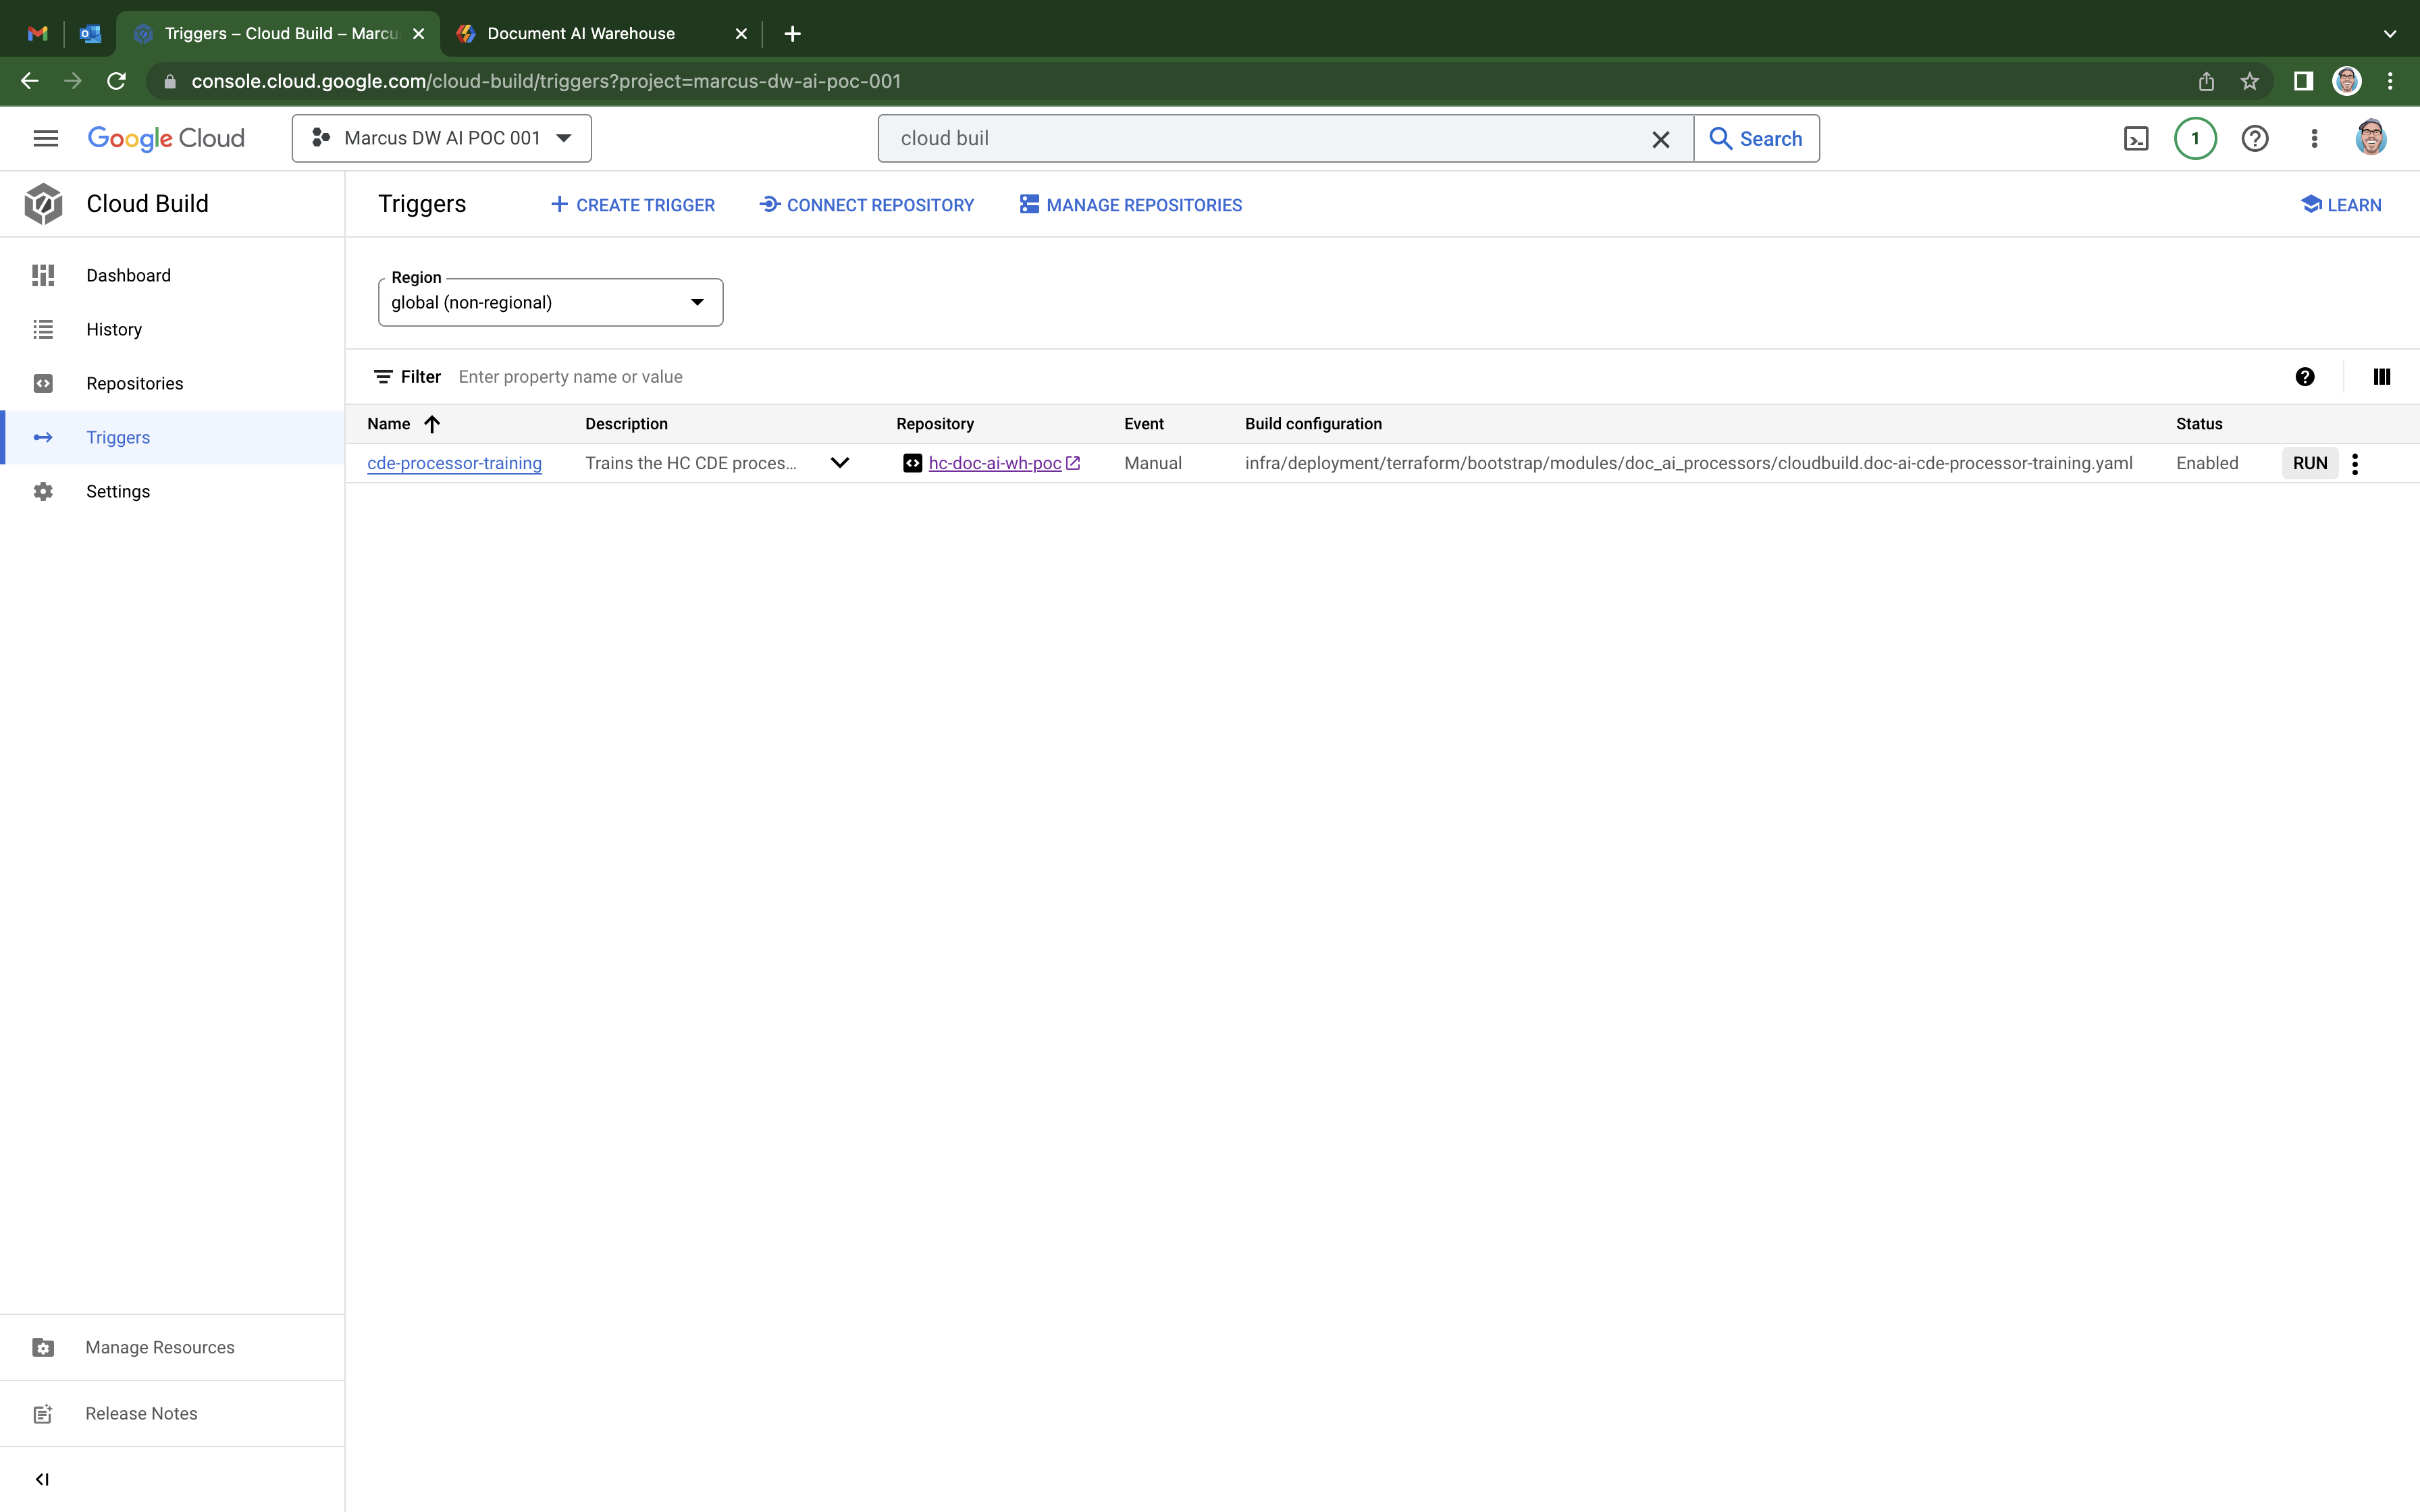 Triggers – Cloud Build – Marcu
Document AI Warehouse
console.cloud.google.com/cloud-build/triggers?project=marcus-dw-ai-poc-001
Google Cloud
Marcus DW AI POC 001
cloud buil
Search
1
Cloud Build
Triggers
CREATE TRIGGER
CONNECT REPOSITORY
MANAGE REPOSITORIES
LEARN
Dashboard
History
Repositories
Triggers
Settings
Region
global (non-regional)
Filter Enter property name or value
Name Description Repository Event Build configuration Status
cde-processor-training Trains the HC CDE proces... hc-doc-ai-wh-poc Manual infra/deployment/terraform/bootstrap/modules/doc_ai_processors/cloudbuild.doc-ai-cde-processor-training.yaml Enabled RUN
Manage Resources
Release Notes